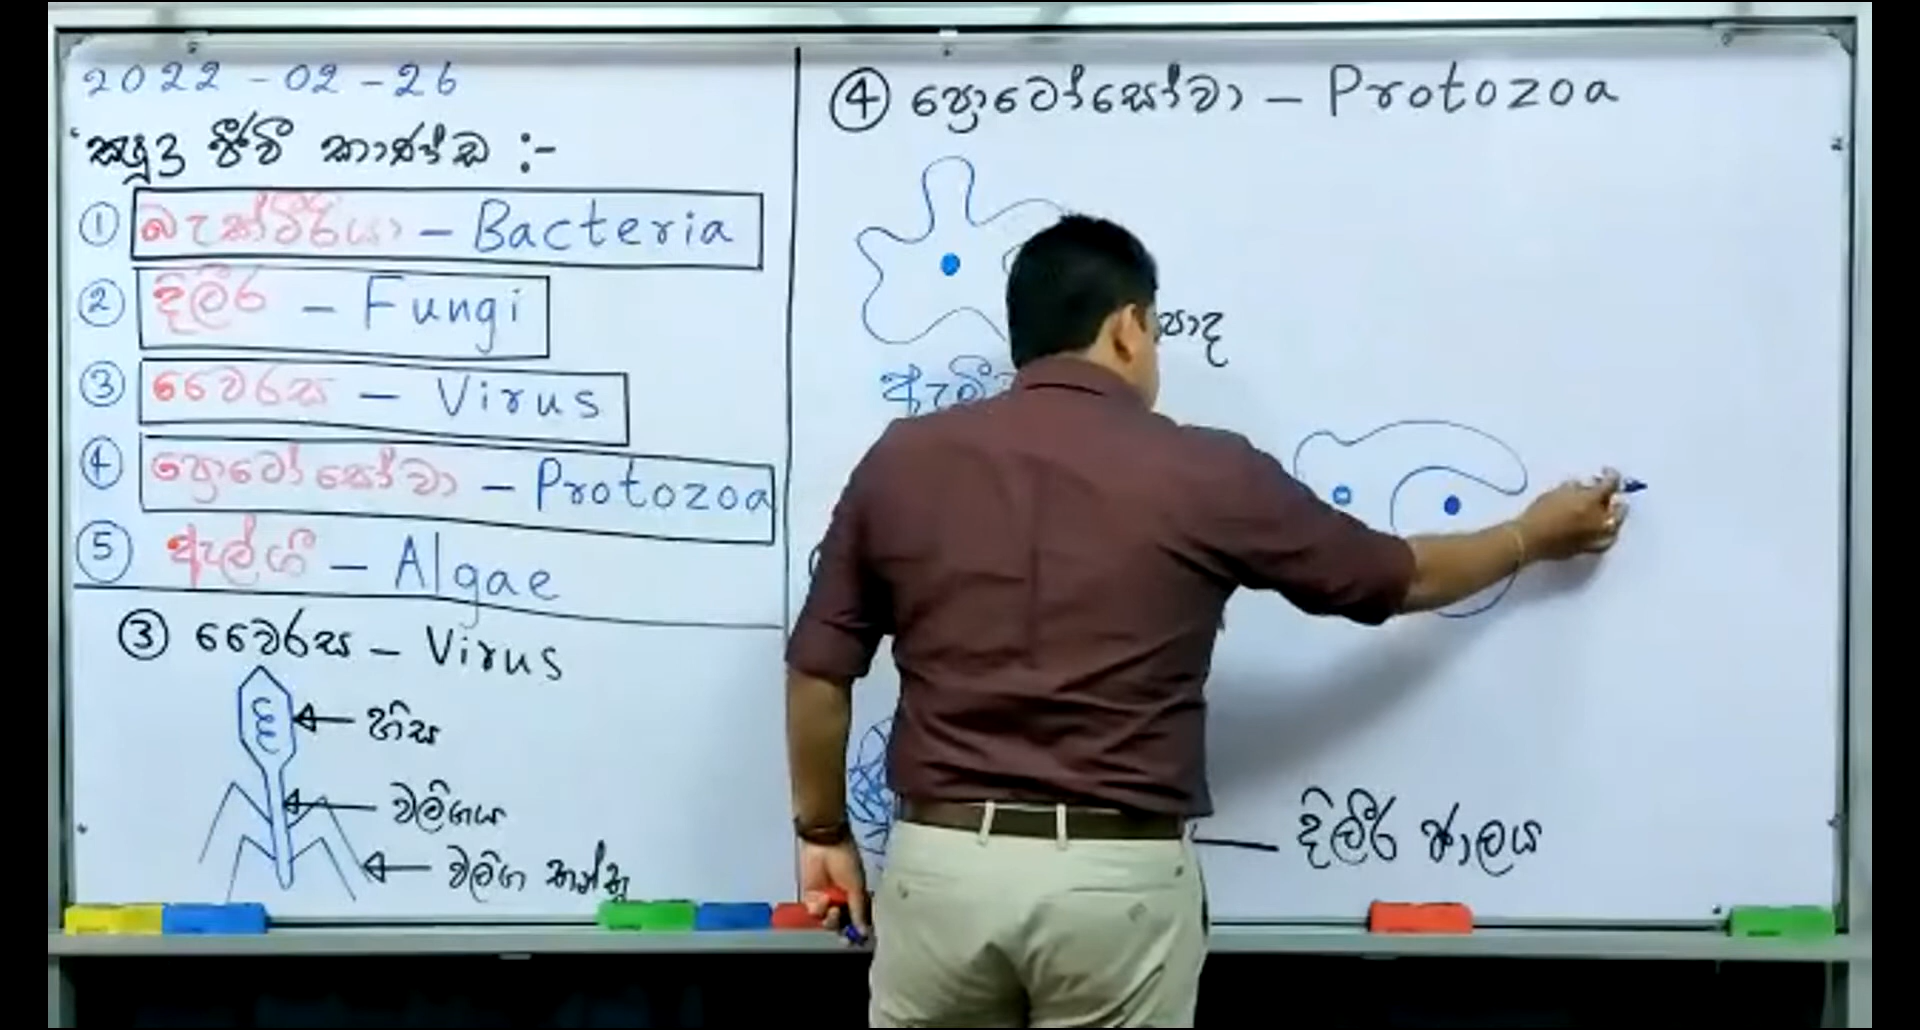 2022 - 02 - 26
ක්‍ෂුද්‍ර ජීවී කාණ්ඩ :-
① බැක්ටීරියා - Bacteria
② දිලීර - Fungi
③ වෛරස - Virus
④ ප්‍රොටෝසෝවා - Protozoa
⑤ ඇල්ගී - Algae
③ වෛරස - Virus
හිස
වලිගය
වලිග තන්තු
④ ප්‍රොටෝසෝවා - Protozoa
පාද
දිලීර ජාලය